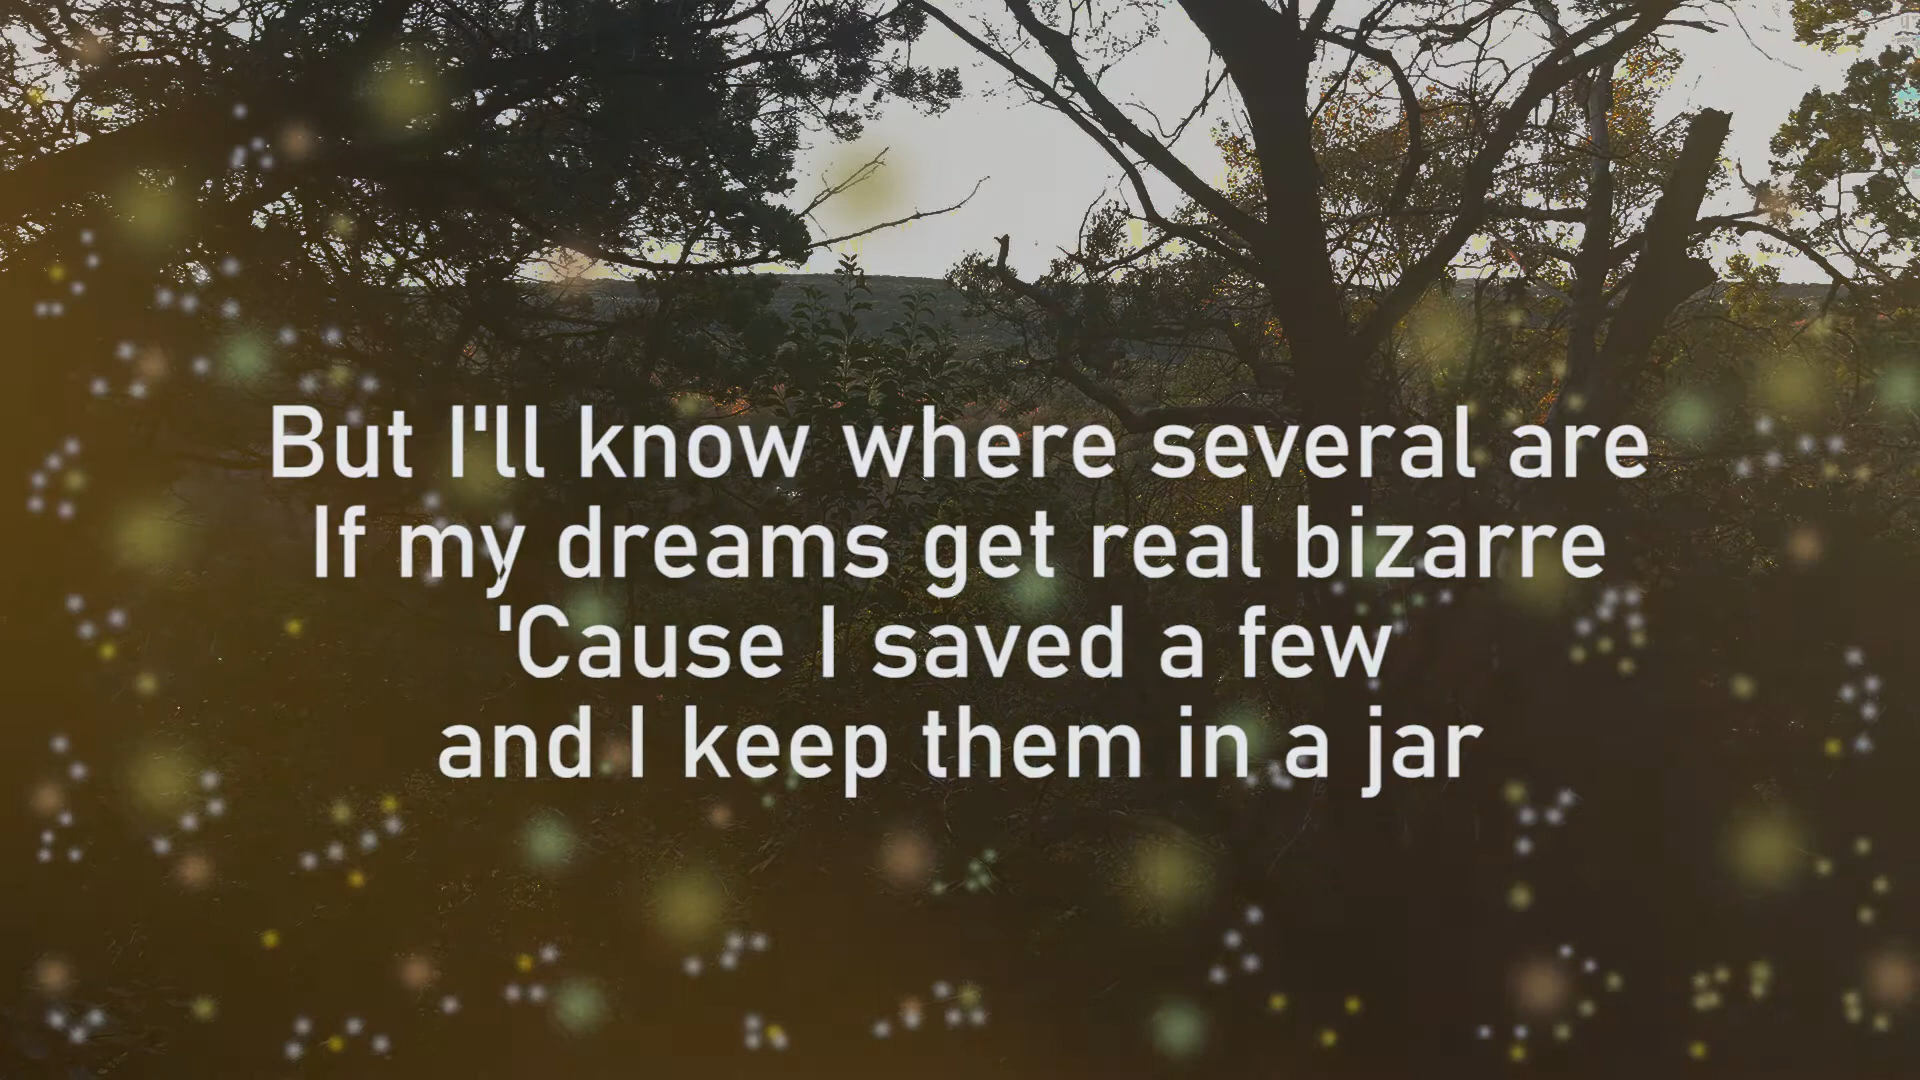 But I'll know where several are
If my dreams get real bizarre
'Cause I saved a few
and I keep them in a jar